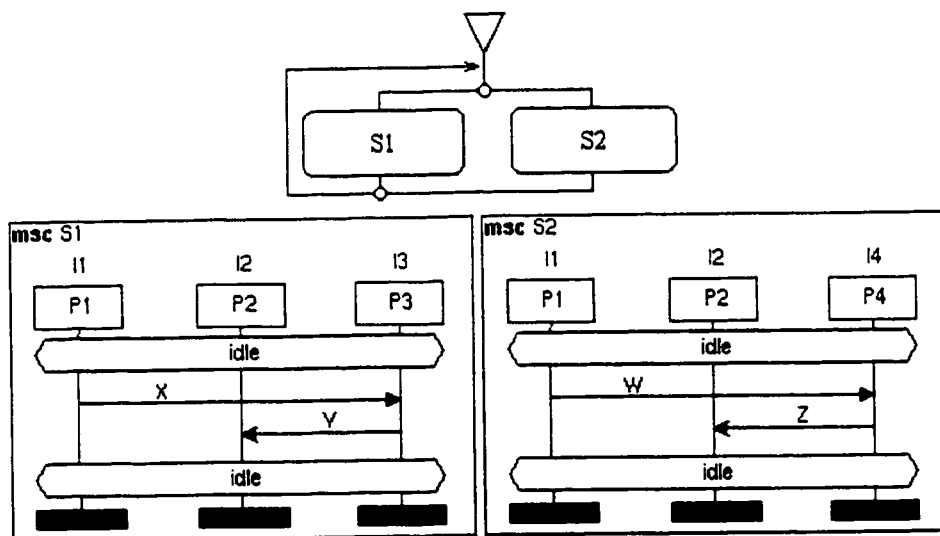 S1 S2
msc S1
I1 I2 I3
P1 P2 P3
idle
X
Y
idle
msc S2
I1 I2 I4
P1 P2 P4
idle
W
Z
idle